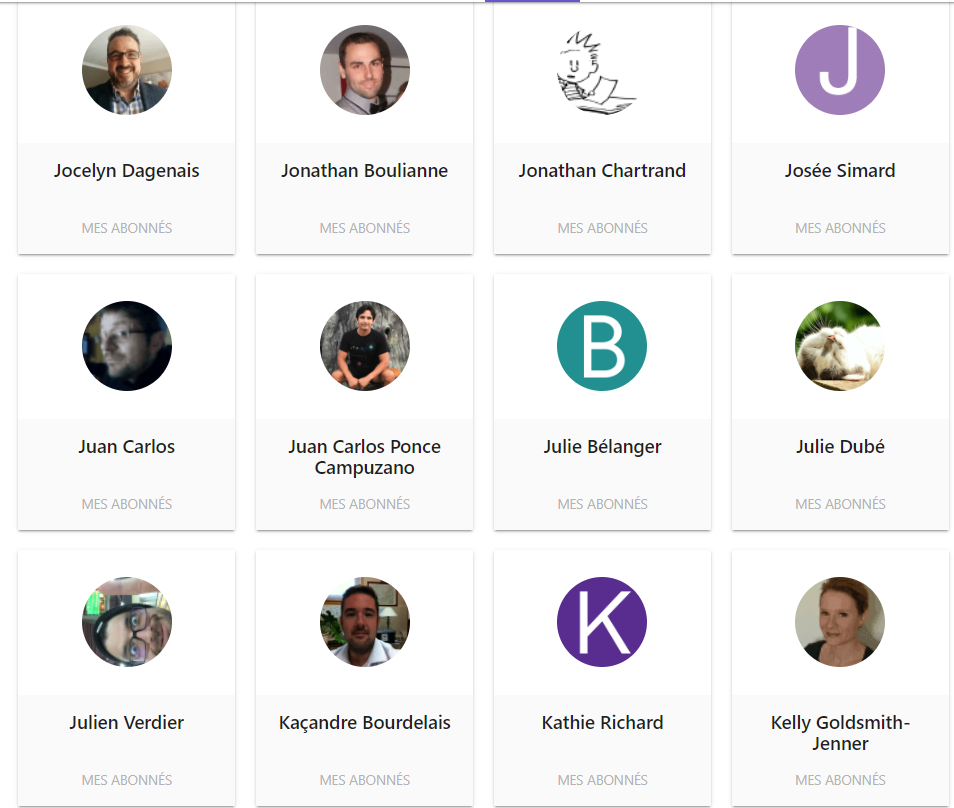 J
Jocelyn Dagenais
Jonathan Boulianne
Jonathan Chartrand
Josée Simard
MES ABONNÉS
MES ABONNÉS
MES ABONNÉS
MES ABONNÉS
B
Juan Carlos
Juan Carlos Ponce
Campuzano
Julie Bélanger
Julie Dubé
MES ABONNÉS
MES ABONNÉS
MES ABONNÉS
MES ABONNÉS
K
Julien Verdier
Kaçandre Bourdelais
Kathie Richard
Kelly Goldsmith-
Jenner
MES ABONNÉS
MES ABONNÉS
MES ABONNÉS
MES ABONNÉS